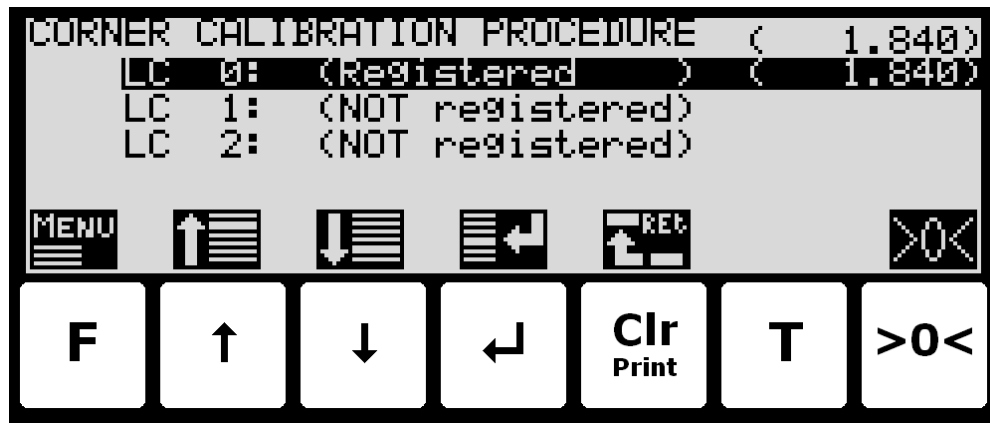 CORNER CALIBRATION PROCEDURE ( 1.840)
LC 0: (Registered ) ( 1.840)
LC 1: (NOT registered)
LC 2: (NOT registered)
MENU RET >0<
F ↑ ↓ ↵ Clr T >0<
Print